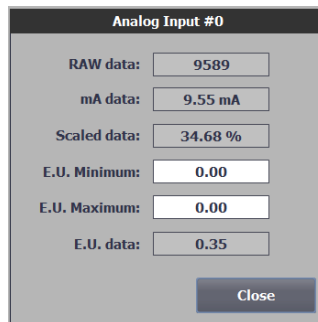 Analog Input #0
RAW data: 9589
mA data: 9.55 mA
Scaled data: 34.68 %
E.U. Minimum: 0.00
E.U. Maximum: 0.00
E.U. data: 0.35
Close